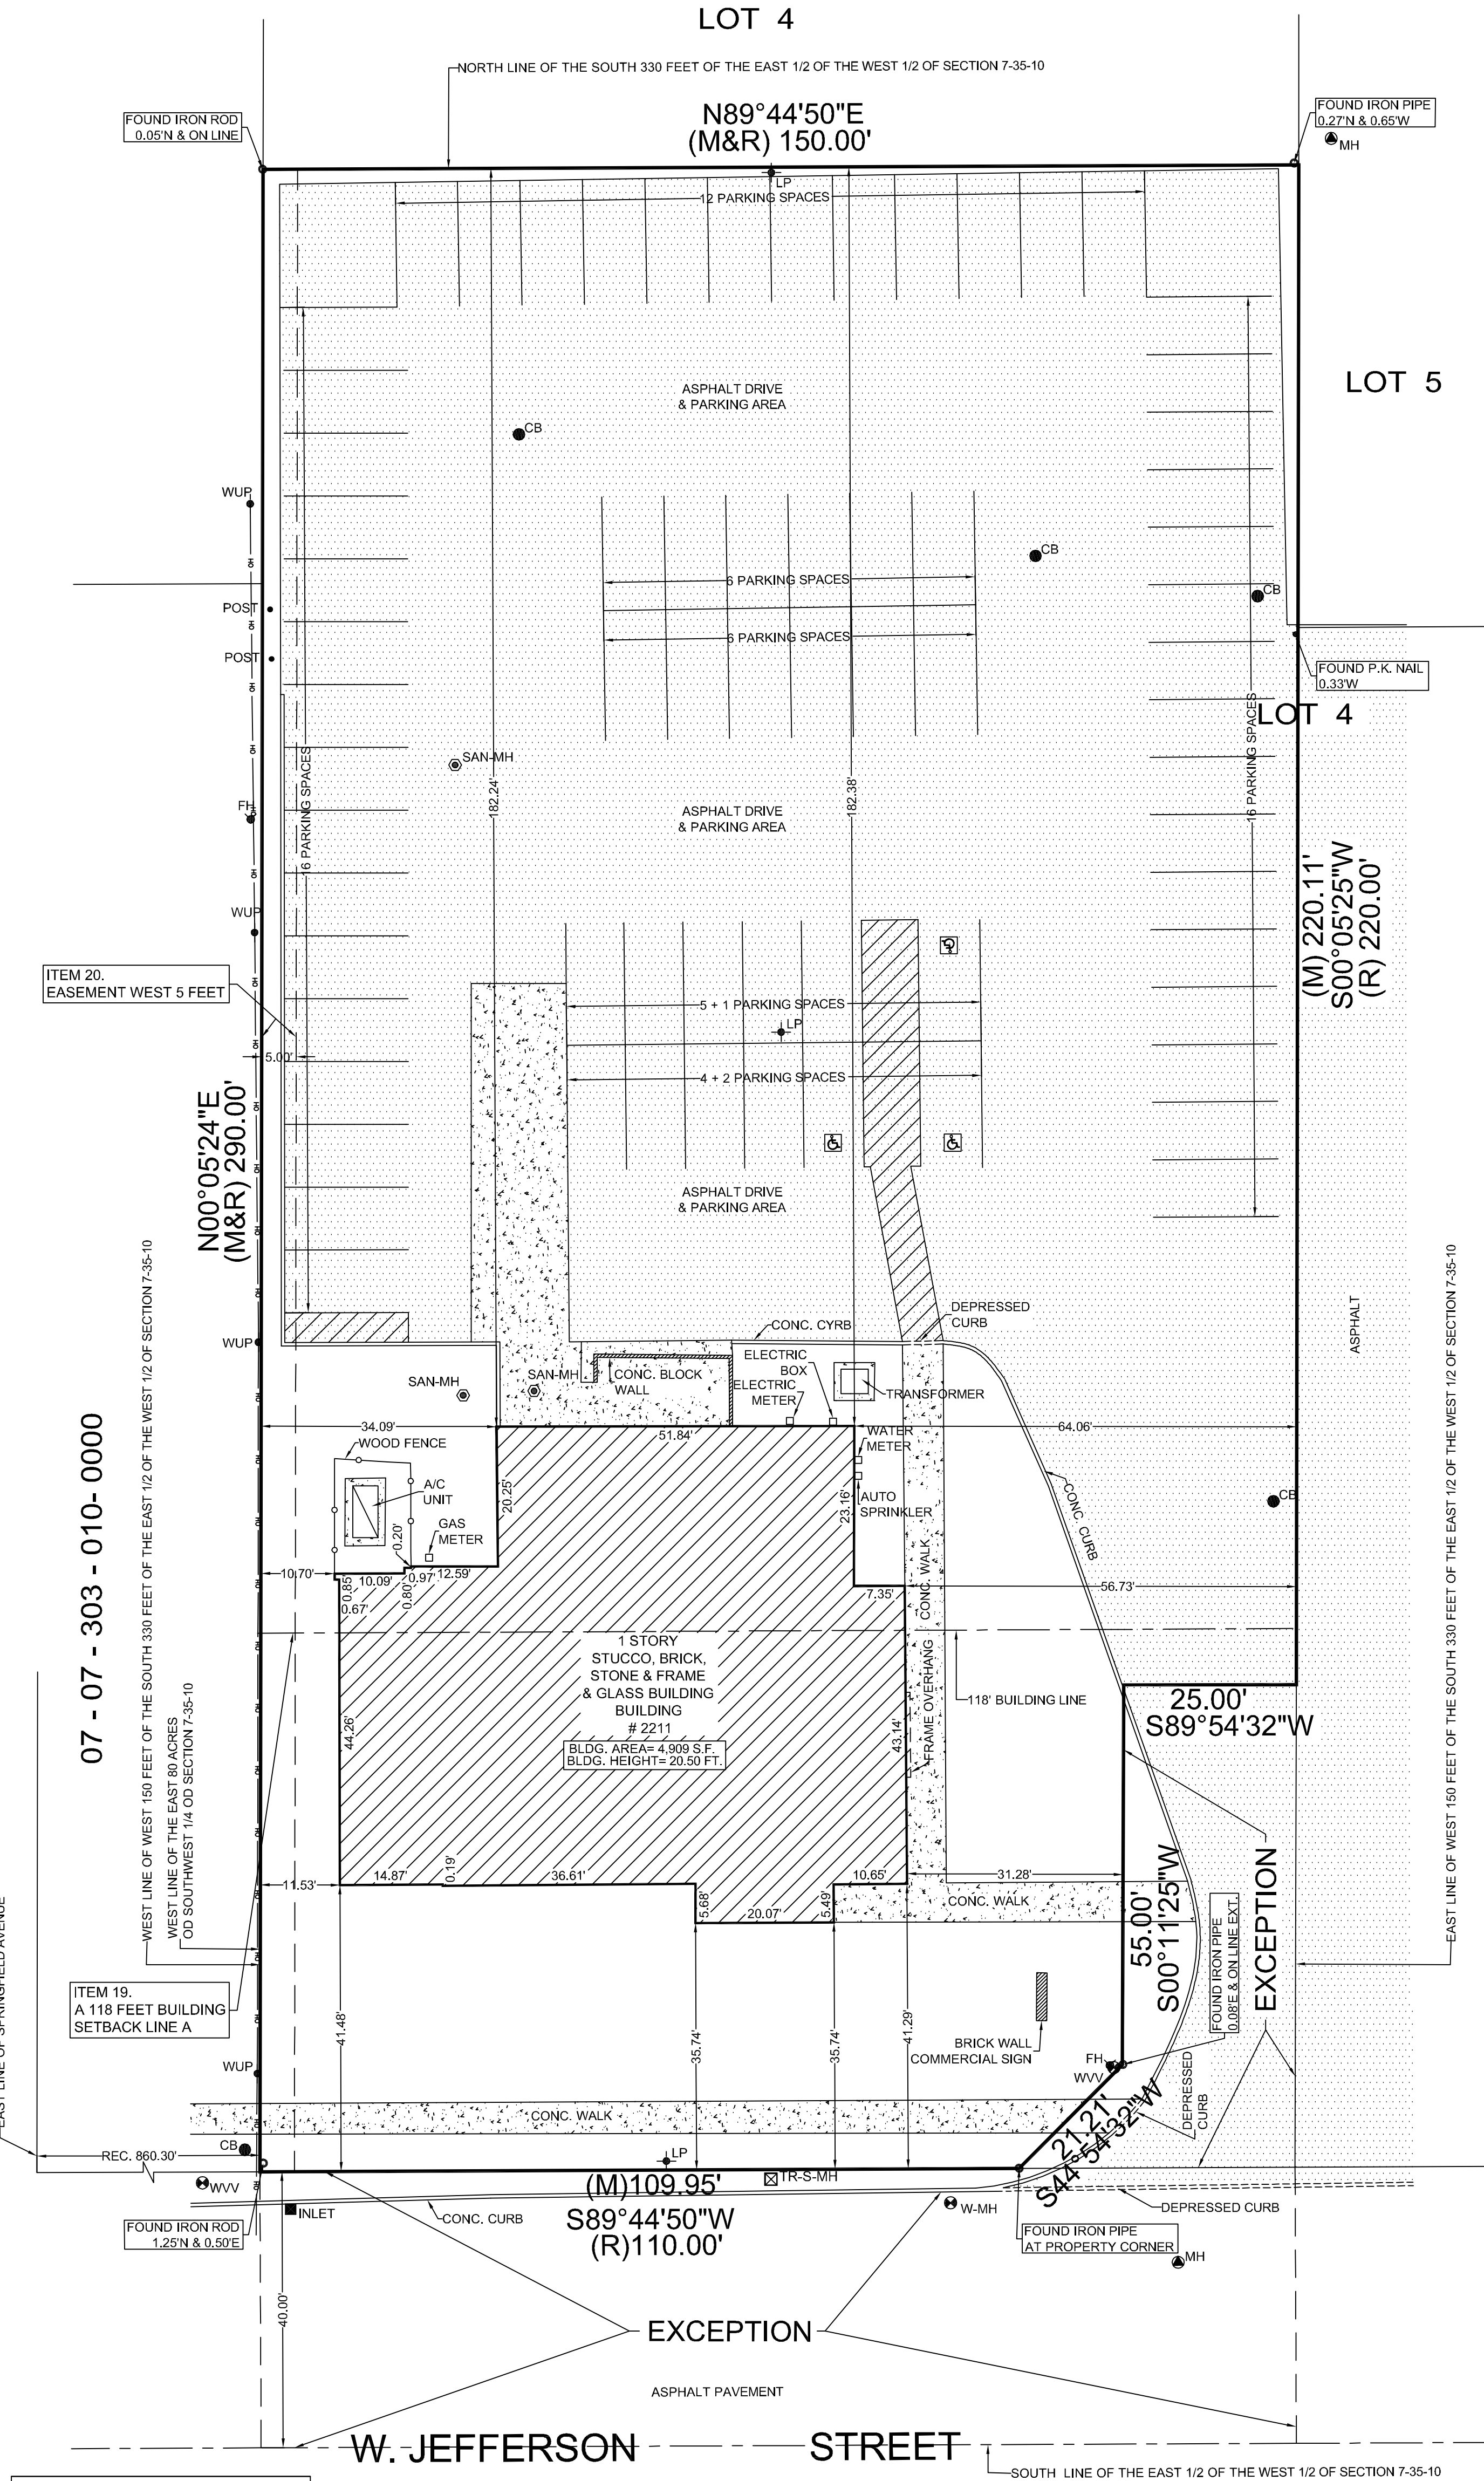 LOT 4
NORTH LINE OF THE SOUTH 330 FEET OF THE EAST 1/2 OF THE WEST 1/2 OF SECTION 7-35-10
FOUND IRON ROD
0.05'N & ON LINE
N89°44'50"E
(M&R) 150.00'
FOUND IRON PIPE
0.27'N & 0.65'W
MH
LP
12 PARKING SPACES
LOT 5
ASPHALT DRIVE
& PARKING AREA
CB
WUP
CB
CB
6 PARKING SPACES
POST
6 PARKING SPACES
POST
FOUND P.K. NAIL
0.33'W
LOT 4
16 PARKING SPACES
16 PARKING SPACES
SAN-MH
182.24'
182.38'
FH
ASPHALT DRIVE
& PARKING AREA
(M) 220.11'
S00°05'25"W
(R) 220.00'
WUP
ITEM 20.
EASEMENT WEST 5 FEET
5 + 1 PARKING SPACES
LP
5.00'
4 + 2 PARKING SPACES
N00°05'24"E
(M&R) 290.00'
ASPHALT DRIVE
& PARKING AREA
DEPRESSED
CURB
CONC. CYRB
ASPHALT
WUP
SAN-MH
SAN-MH
CONC. BLOCK
WALL
ELECTRIC
BOX
ELECTRIC
METER
TRANSFORMER
34.09'
51.84'
64.06'
WOOD FENCE
WATER
METER
A/C
UNIT
20.25'
23.16'
AUTO
SPRINKLER
CB
GAS
METER
0.20'
CONC. CURB
CONC. WALK
10.70'
0.85'
10.09'
0.97'
12.59'
0.80'
0.67'
7.35'
56.73'
07 - 07 - 303 - 010- 0000
WEST LINE OF WEST 150 FEET OF THE SOUTH 330 FEET OF THE EAST 1/2 OF THE WEST 1/2 OF SECTION 7-35-10
WEST LINE OF THE EAST 80 ACRES
OD SOUTHWEST 1/4 OD SECTION 7-35-10
1 STORY
STUCCO, BRICK,
STONE & FRAME
& GLASS BUILDING
BUILDING
# 2211
BLDG. AREA= 4,909 S.F.
BLDG. HEIGHT= 20.50 FT.
44.26'
43.14'
FRAME OVERHANG
118' BUILDING LINE
25.00'
S89°54'32"W
EAST LINE OF WEST 150 FEET OF THE SOUTH 330 FEET OF THE EAST 1/2 OF THE WEST 1/2 OF SECTION 7-35-10
11.53'
14.87'
0.19'
36.61'
5.68'
20.07'
5.49'
10.65'
31.28'
CONC. WALK
55.00'
S00°11'25"W
FOUND IRON PIPE
0.08'E & ON LINE EXT.
EXCEPTION
EAST LINE OF SPRINGFIELD AVENUE
ITEM 19.
A 118 FEET BUILDING
SETBACK LINE A
41.48'
35.74'
35.74'
41.29'
BRICK WALL
COMMERCIAL SIGN
FH
WVV
WUP
DEPRESSED
CURB
CONC. WALK
21.21'
S44°54'32"W
CB
REC. 860.30'
LP
WVV
(M)109.95'
S89°44'50"W
(R)110.00'
TR-S-MH
INLET
CONC. CURB
W-MH
DEPRESSED CURB
FOUND IRON ROD
1.25'N & 0.50'E
FOUND IRON PIPE
AT PROPERTY CORNER
MH
40.00'
EXCEPTION
ASPHALT PAVEMENT
W. JEFFERSON STREET
SOUTH LINE OF THE EAST 1/2 OF THE WEST 1/2 OF SECTION 7-35-10